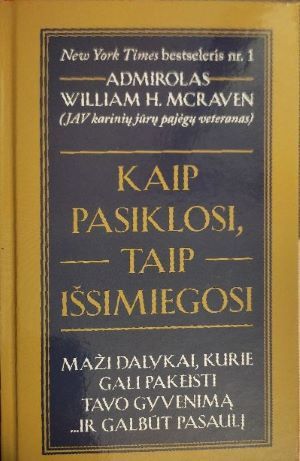 New York Times bestseleris nr. 1
ADMIROLAS
WILLIAM H. MCRAVEN
(JAV karinių jūrų pajėgų veteranas)
KAIP
PASIKLOSI,
TAIP
IŠSIMIEGOSI
MAŽI DALYKAI, KURIE
GALI PAKEISTI
TAVO GYVENIMĄ
...IR GALBŪT PASAULĮ